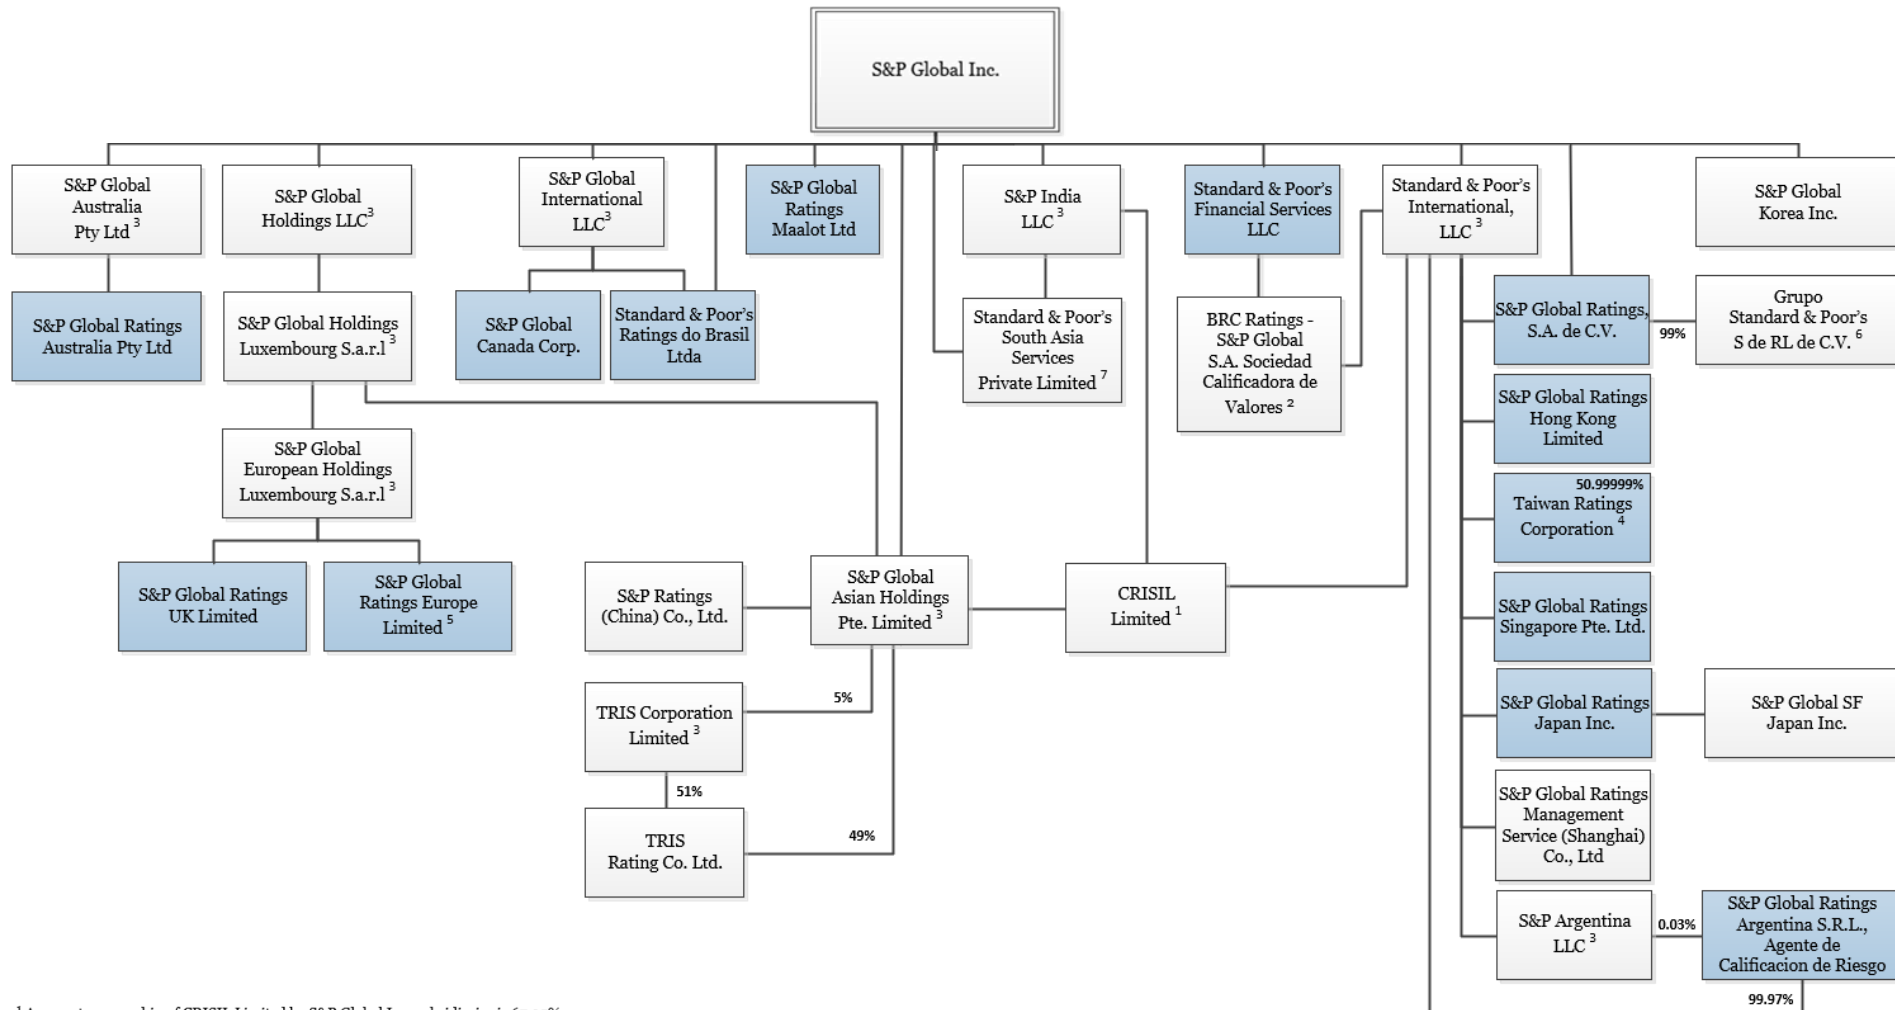 S&P Global Inc.
S&P Global
Australia
Pty Ltd 3
S&P Global
Holdings LLC3
S&P Global
International
LLC3
S&P Global
Ratings
Maalot Ltd
S&P India
LLC 3
Standard & Poor's
Financial Services
LLC
Standard & Poor's
International,
LLC 3
S&P Global
Korea Inc.
S&P Global Ratings
Australia Pty Ltd
S&P Global Holdings
Luxembourg S.a.r.l 3
S&P Global
Canada Corp.
Standard & Poor's
Ratings do Brasil
Ltda
Standard & Poor's
South Asia
Services
Private Limited 7
BRC Ratings -
S&P Global
S.A. Sociedad
Calificadora de
Valores 2
S&P Global Ratings,
S.A. de C.V.
99%
Grupo
Standard & Poor's
S de RL de C.V. 6
S&P Global Ratings
Hong Kong
Limited
S&P Global
European Holdings
Luxembourg S.a.r.l 3
50.99999%
Taiwan Ratings
Corporation 4
S&P Global Ratings
UK Limited
S&P Global
Ratings Europe
Limited 5
S&P Ratings
(China) Co., Ltd.
S&P Global
Asian Holdings
Pte. Limited 3
CRISIL
Limited 1
S&P Global Ratings
Singapore Pte. Ltd.
TRIS Corporation
Limited 3
5%
S&P Global Ratings
Japan Inc.
S&P Global SF
Japan Inc.
51%
TRIS
Rating Co. Ltd.
49%
S&P Global Ratings
Management
Service (Shanghai)
Co., Ltd
S&P Argentina
LLC 3
0.03%
S&P Global Ratings
Argentina S.R.L.,
Agente de
Calificacion de Riesgo
99.97%